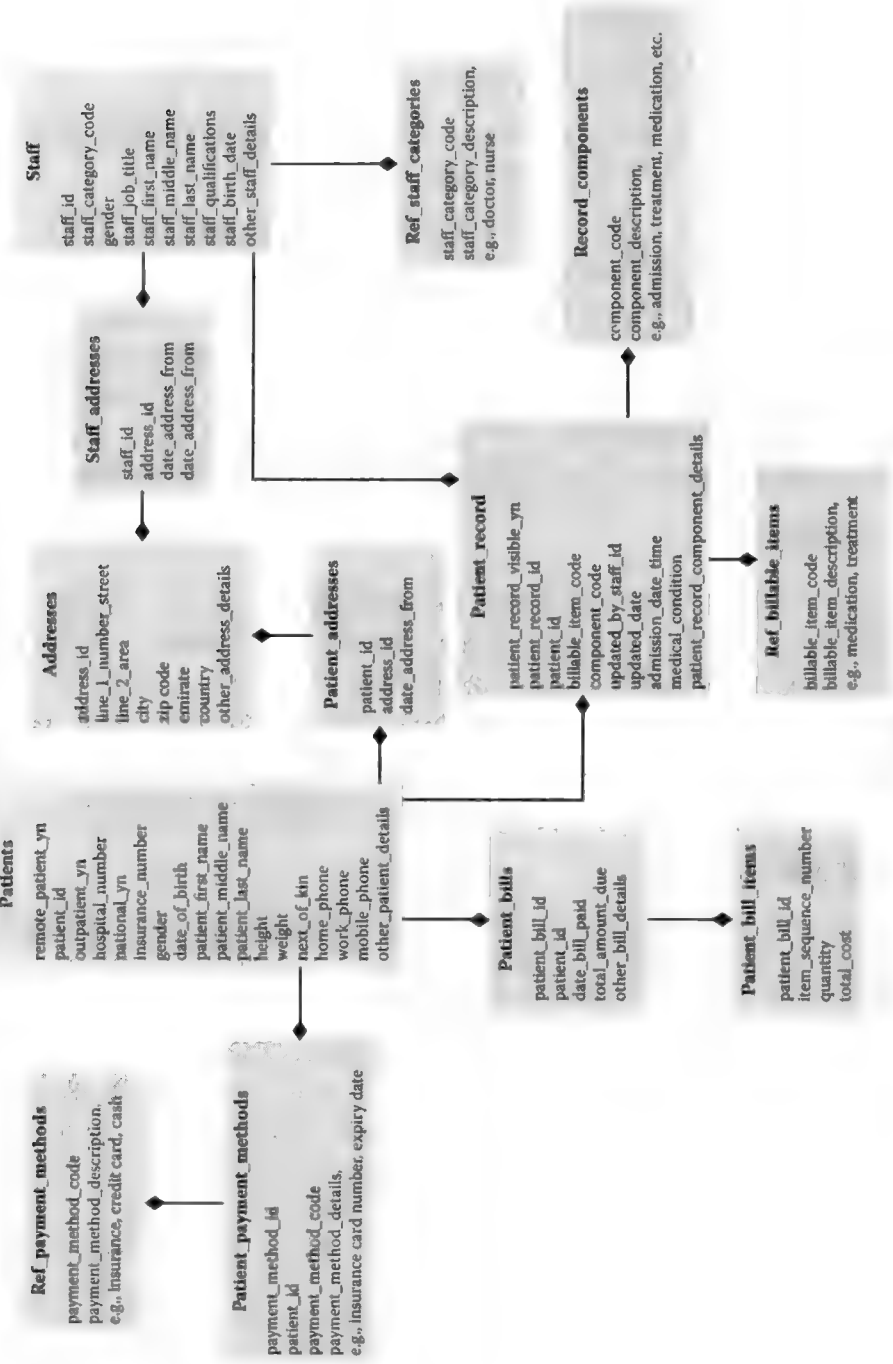 Ref_payment_methods
payment_method_code
payment_method_description,
e.g., insurance, credit card, cash
Patient_payment_methods
payment_method_id
patient_id
payment_method_code
payment_method_details,
e.g., insurance card number, expiry date
Patients
remote_patient_yn
patient_id
outpatient_yn
hospital_number
national_yn
insurance_number
gender
date_of_birth
patient_first_name
patient_middle_name
patient_last_name
height
weight
next_of_kin
home_phone
work_phone
mobile_phone
other_patient_details
Patient_bills
patient_bill_id
patient_id
date_bill_paid
total_amount_due
other_bill_details
Patient_bill_items
patient_bill_id
item_sequence_number
quantity
total_cost
Addresses
address_id
line_1_number_street
line_2_area
city
zip code
emirate
country
other_address_details
Patient_addresses
patient_id
address_id
date_address_from
Patient_record
patient_record_visible_yn
patient_record_id
patient_id
billable_item_code
component_code
updated_by_staff_id
updated_date
admission_date_time
medical_condition
patient_record_component_details
Ref_billable_items
billable_item_code
billable_item_description,
e.g., medication, treatment
Staff_addresses
staff_id
address_id
date_address_from
date_address_from
Staff
staff_id
staff_category_code
gender
staff_job_title
staff_first_name
staff_middle_name
staff_last_name
staff_qualifications
staff_birth_date
other_staff_details
Ref_staff_categories
staff_category_code
staff_category_description,
e.g., doctor, nurse
Record_components
component_code
component_description,
e.g., admission, treatment, medication, etc.